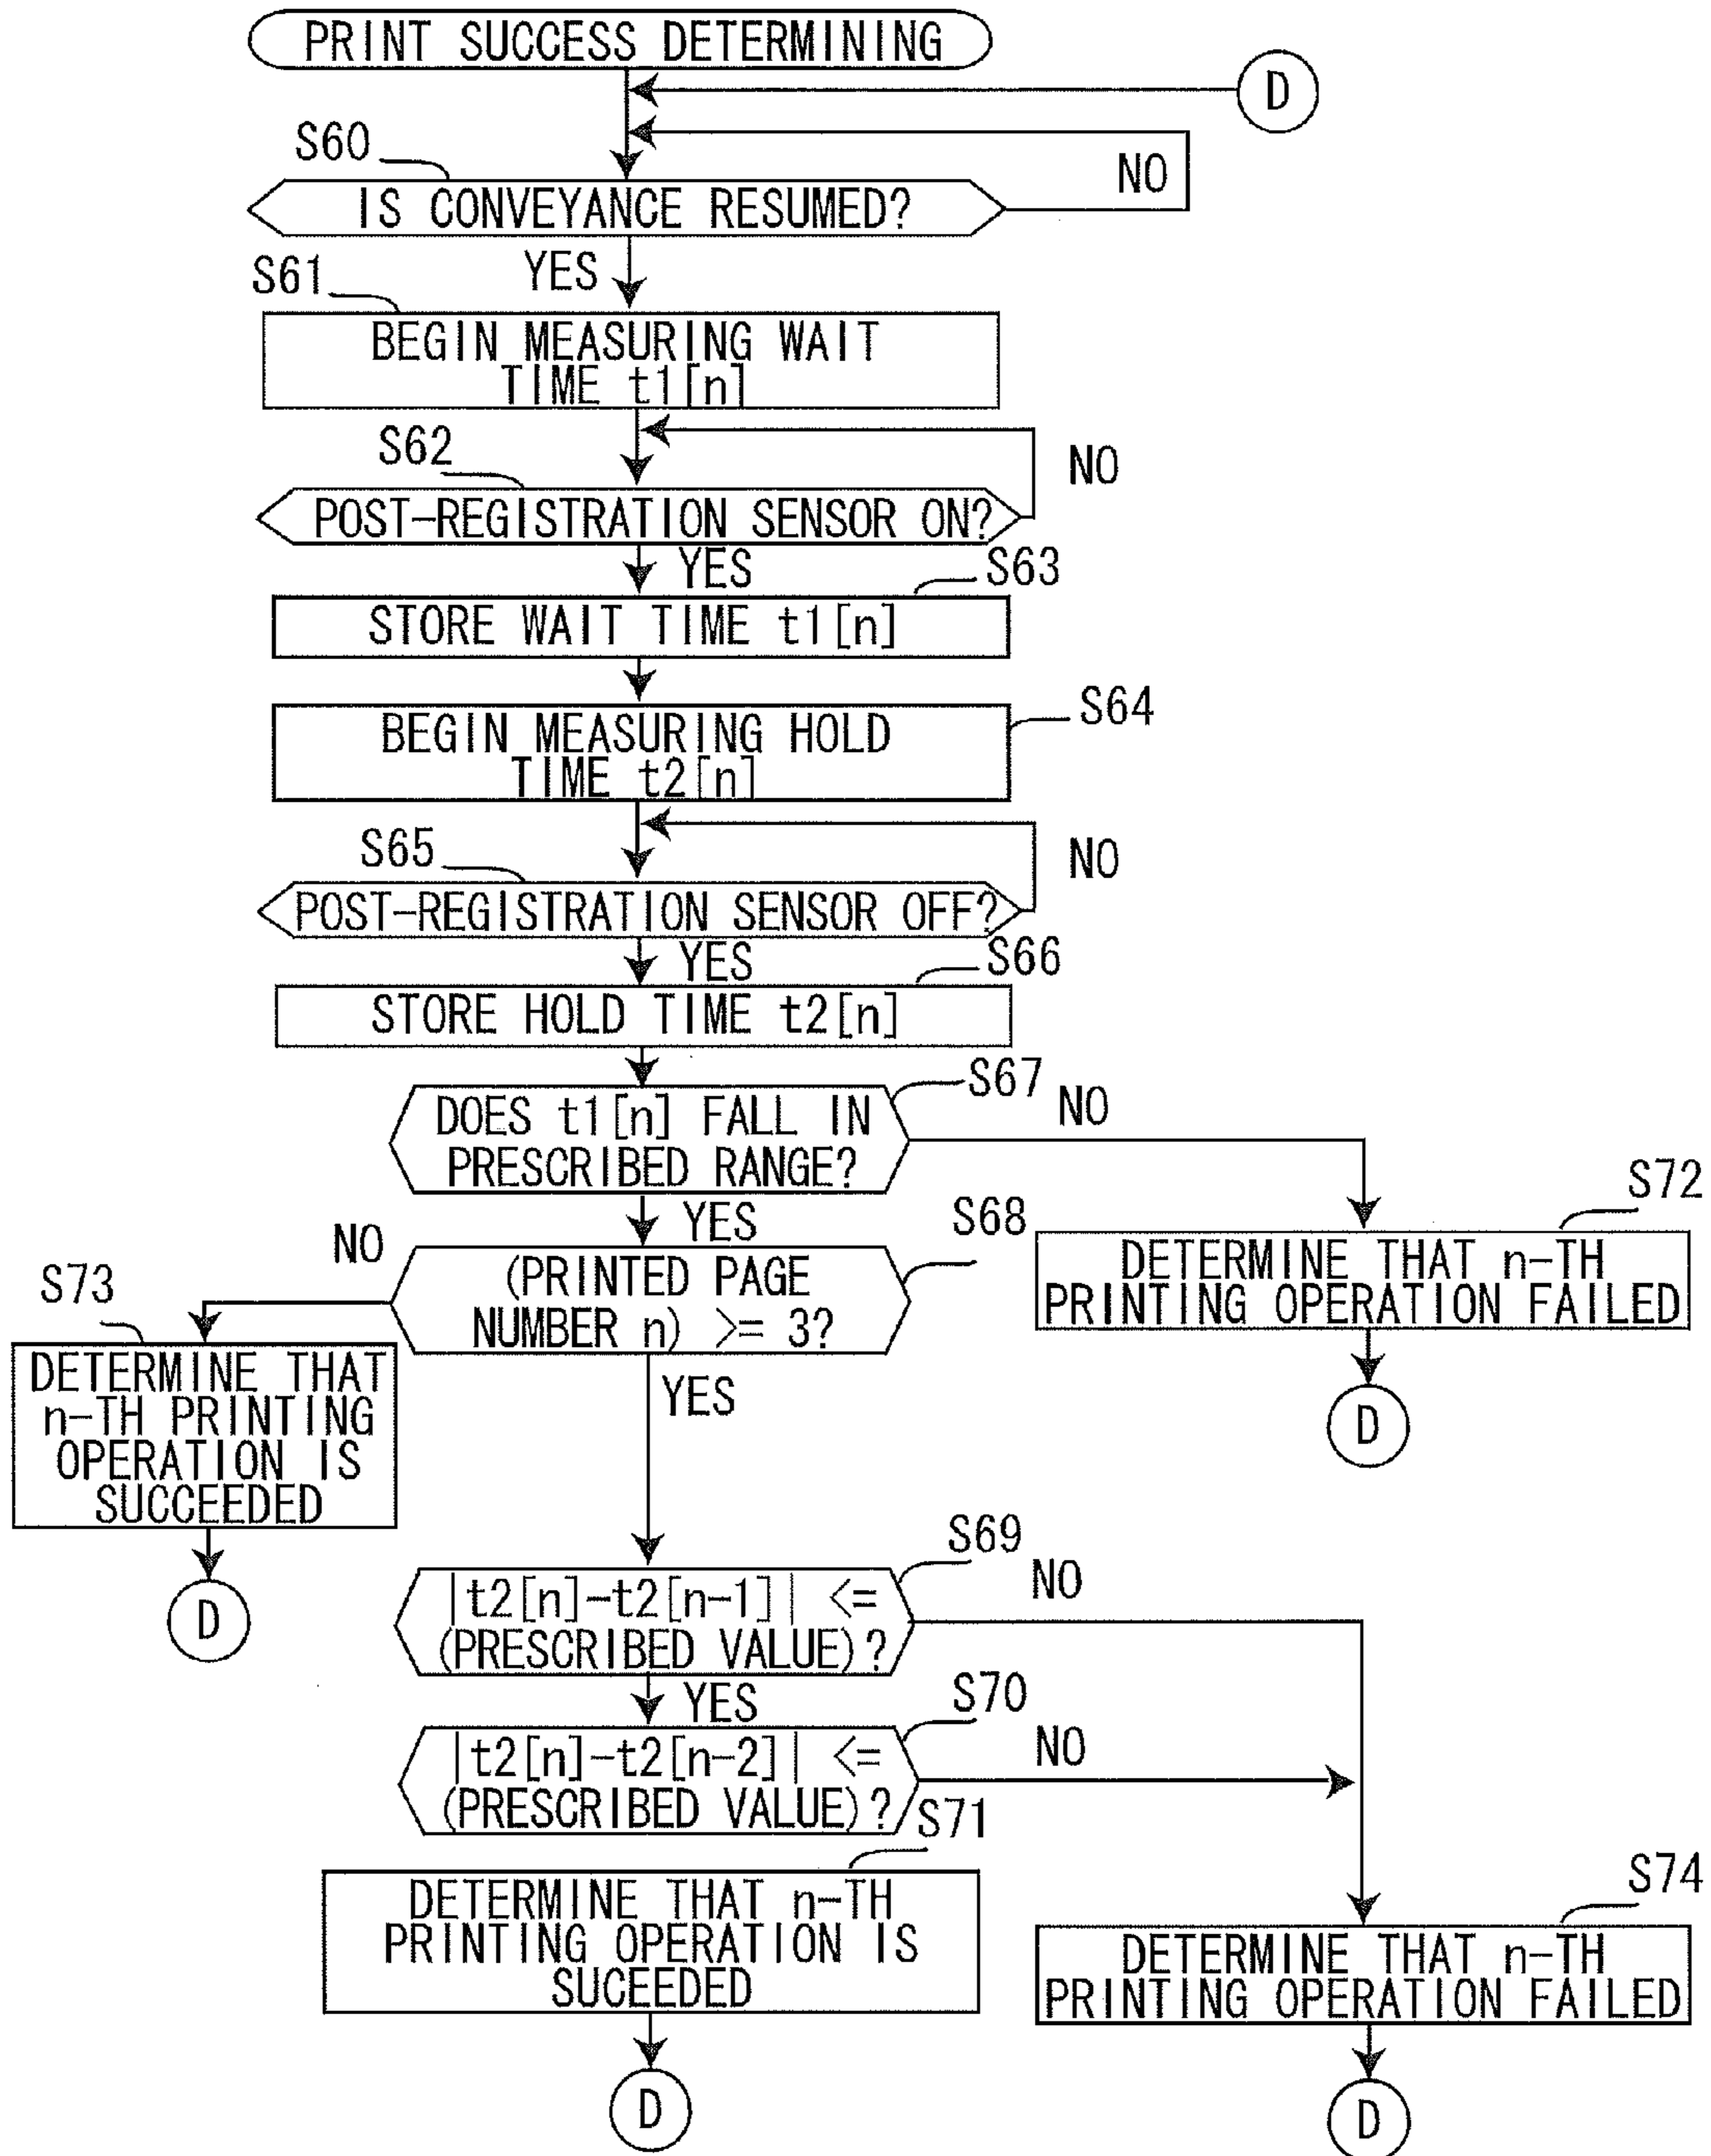 PRINT SUCCESS DETERMINING
D
S60
IS CONVEYANCE RESUMED?
NO
YES
S61
BEGIN MEASURING WAIT
TIME t1[n]
S62
NO
POST-REGISTRATION SENSOR ON?
YES
S63
STORE WAIT TIME t1[n]
S64
BEGIN MEASURING HOLD
TIME t2[n]
S65
NO
POST-REGISTRATION SENSOR OFF?
YES
S66
STORE HOLD TIME t2[n]
S67
DOES t1[n] FALL IN
PRESCRIBED RANGE?
NO
YES
S72
DETERMINE THAT n-TH
PRINTING OPERATION FAILED
D
S68
(PRINTED PAGE
NUMBER n) >= 3?
NO
S73
DETERMINE THAT
n-TH PRINTING
OPERATION IS
SUCCEEDED
D
YES
S69
|t2[n]-t2[n-1]| <=
(PRESCRIBED VALUE)?
NO
YES
S70
|t2[n]-t2[n-2]| <=
(PRESCRIBED VALUE)?
NO
S71
DETERMINE THAT n-TH
PRINTING OPERATION IS
SUCEEDED
D
S74
DETERMINE THAT n-TH
PRINTING OPERATION FAILED
D